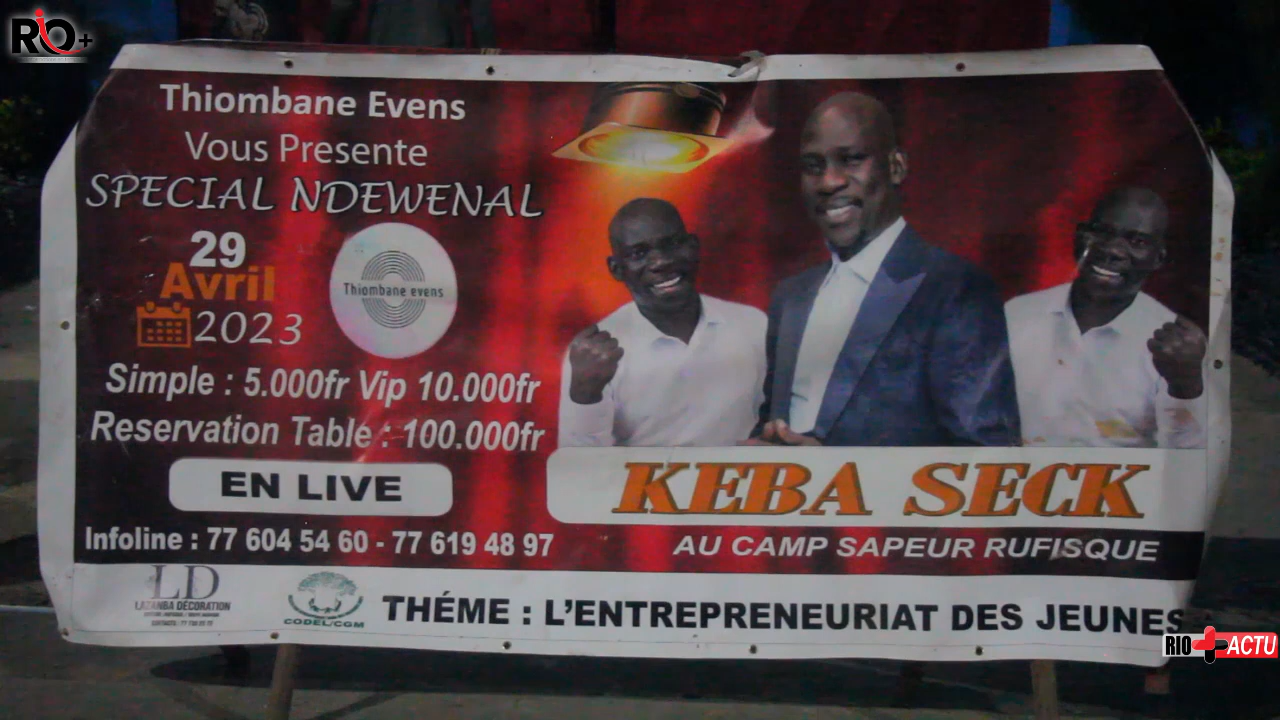 RiO+
Thiombane Evens
Vous Presente
SPECIAL NDEWENAL
29
Avril
2023
Thiombane evens
Simple : 5.000fr Vip 10.000fr
Reservation Table : 100.000fr
EN LIVE
Infoline : 77 604 54 60 - 77 619 48 97
KEBA SECK
AU CAMP SAPEUR RUFISQUE
LD
LAZANBA DÉCORATION
CODEL/CGM
THÉME : L'ENTREPRENEURIAT DES JEUNES
RIO+ACTU